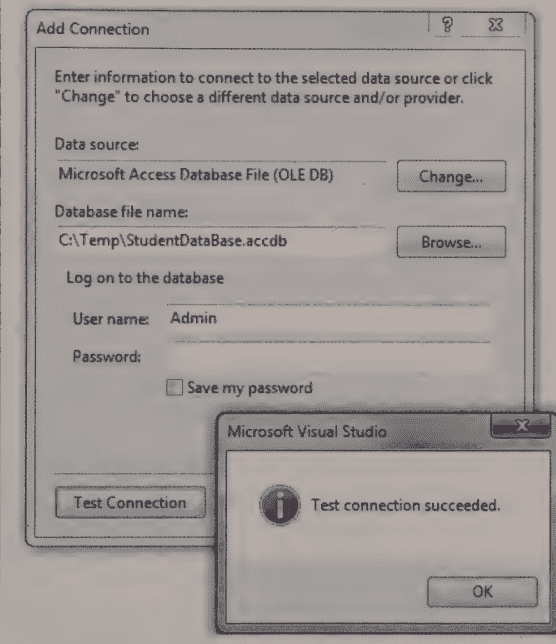 Add Connection
Enter information to connect to the selected data source or click
"Change" to choose a different data source and/or provider.
Data source:
Microsoft Access Database File (OLE DB)
Change...
Database file name:
C:\Temp\StudentDataBase.accdb
Browse...
Log on to the database
User name: Admin
Password:
Save my password
Microsoft Visual Studio
Test Connection
Test connection succeeded.
OK